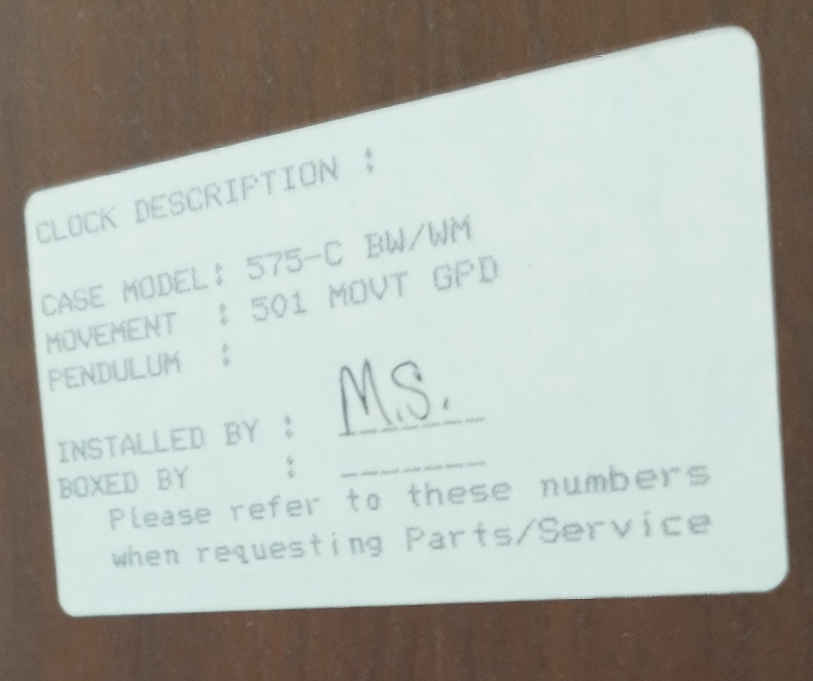 CLOCK DESCRIPTION :
CASE MODEL: 575-C BW/WM
MOVEMENT : 501 MOVT GPD
PENDULUM :
INSTALLED BY : M.S.
BOXED BY : _______
Please refer to these numbers
when requesting Parts/Service